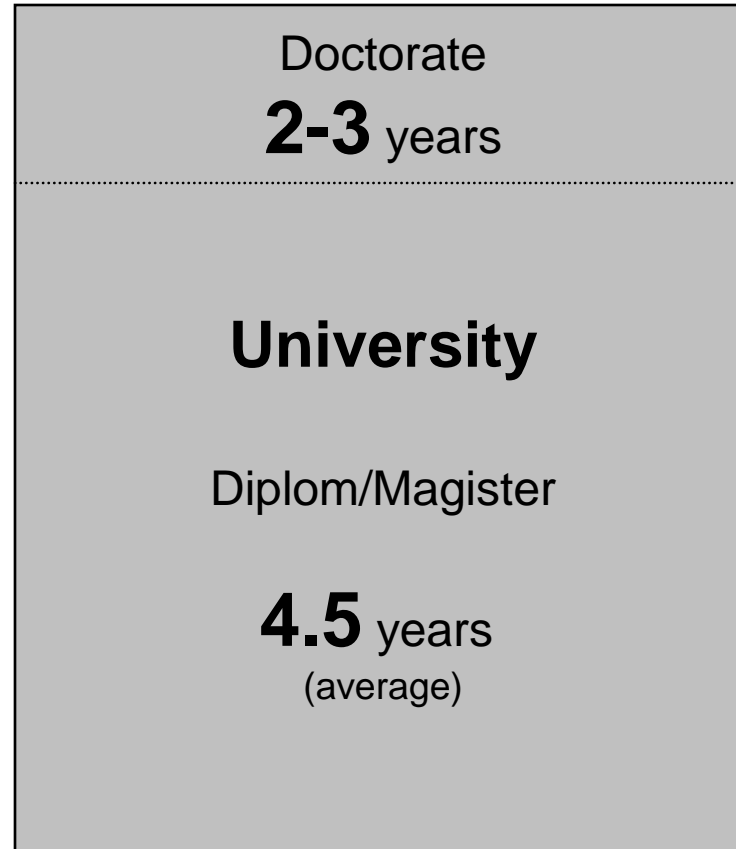 Doctorate
2-3 years
University
Diplom/Magister
4.5 years
(average)